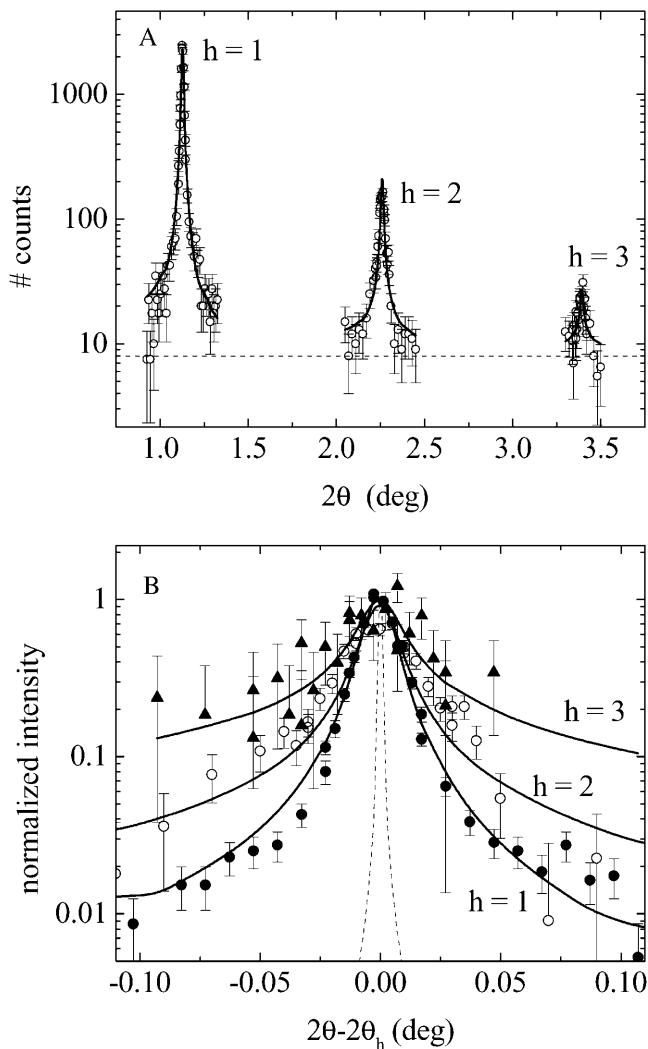 A
h = 1
h = 2
h = 3
1000
100
10
# counts
1.0 1.5 2.0 2.5 3.0 3.5
2θ (deg)
B
1
0.1
0.01
normalized intensity
h = 3
h = 2
h = 1
-0.10 -0.05 0.00 0.05 0.10
2θ-2θh (deg)